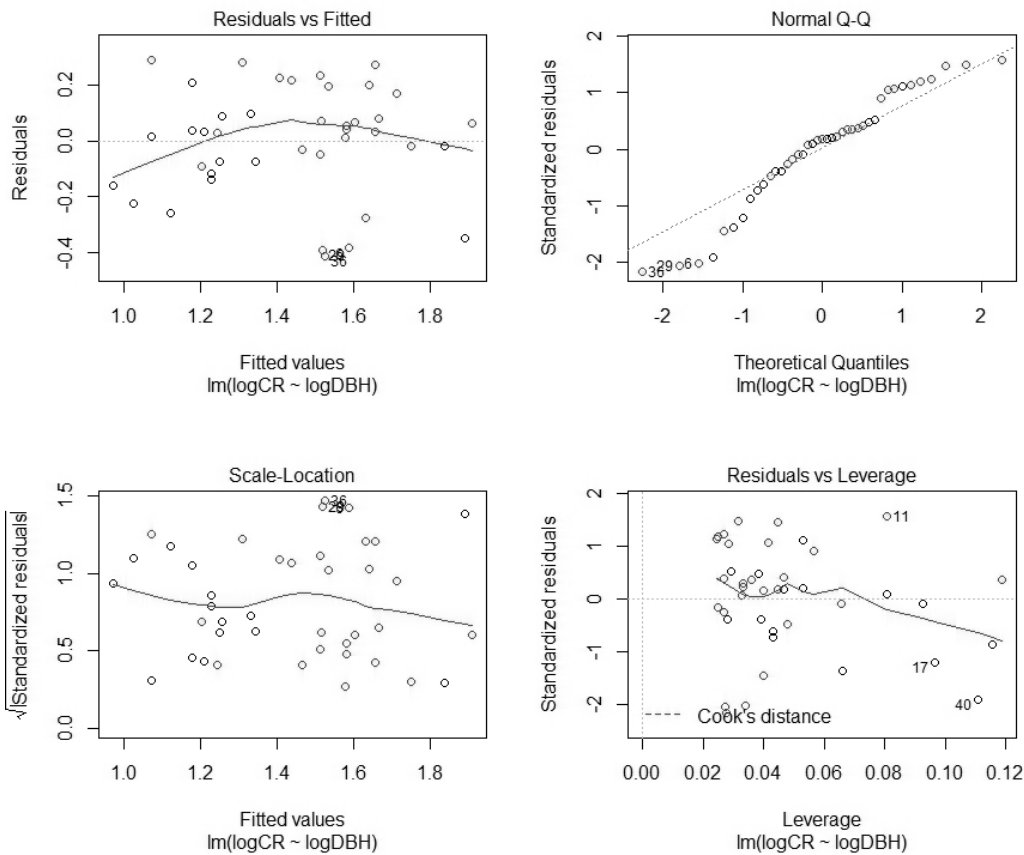 Residuals vs Fitted
Residuals
0.2
0.0
-0.2
-0.4
36
1.0 1.2 1.4 1.6 1.8
Fitted values
lm(logCR ~ logDBH)
Normal Q-Q
Standardized residuals
2
1
0
-1
-2
36 29 6
-2 -1 0 1 2
Theoretical Quantiles
lm(logCR ~ logDBH)
Scale-Location
√|Standardized residuals|
1.5
1.0
0.5
0.0
36
1.0 1.2 1.4 1.6 1.8
Fitted values
lm(logCR ~ logDBH)
Residuals vs Leverage
Standardized residuals
2
1
0
-1
-2
11
17
40
Cook's distance
0.00 0.02 0.04 0.06 0.08 0.10 0.12
Leverage
lm(logCR ~ logDBH)